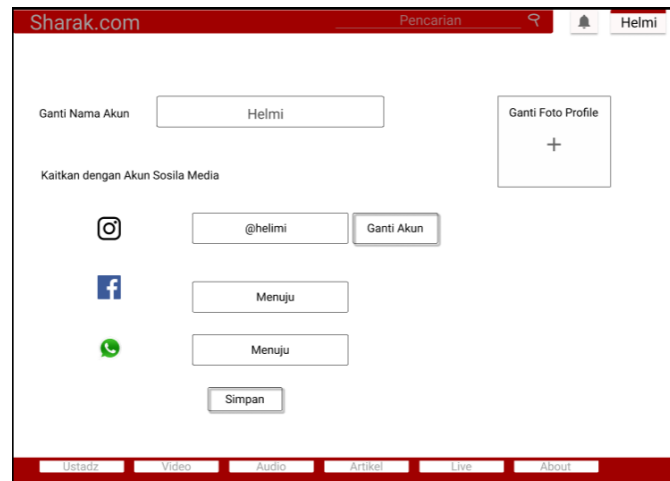 Sharak.com Pencarian Helmi
Ganti Nama Akun Helmi Ganti Foto Profile
+
Kaitkan dengan Akun Sosila Media
@helimi Ganti Akun
Menuju
Menuju
Simpan
Ustadz Video Audio Artikel Live About